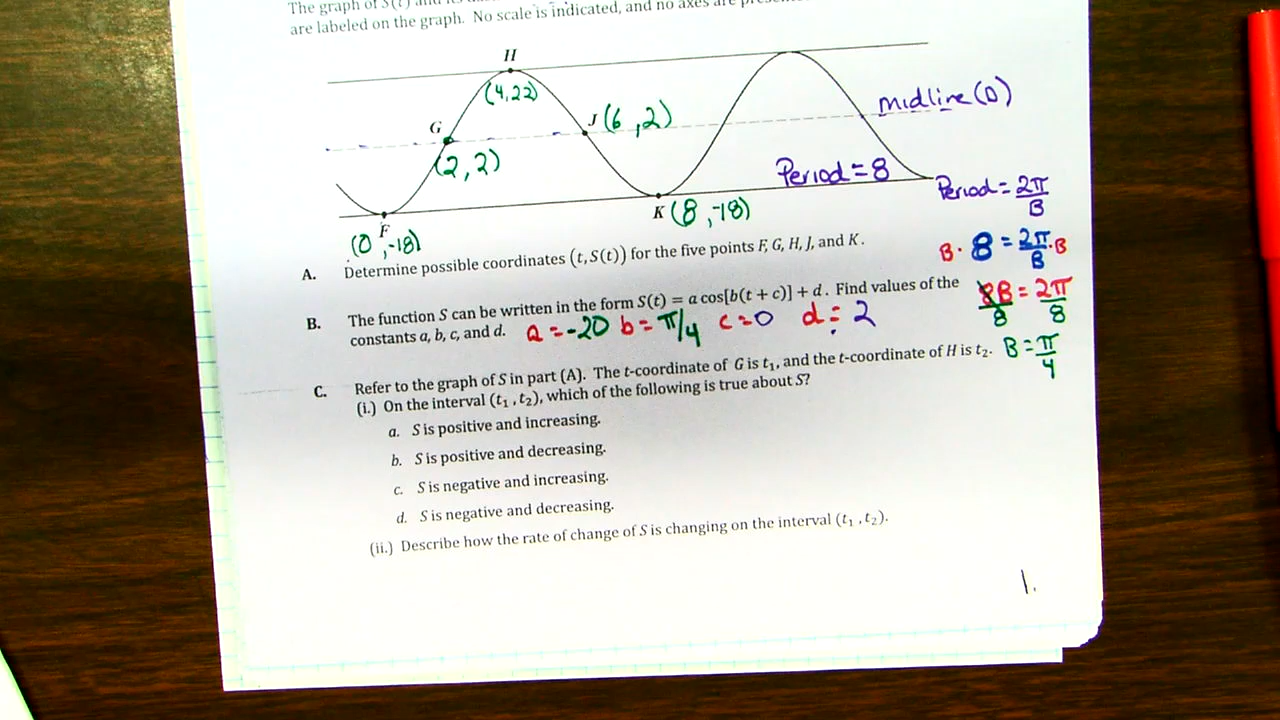 The graph of S(t) and its
are labeled on the graph. No scale is indicated, and no axes are
H
(4,22)
G
J (6 ,2)
midline (D)
(2, 2)
Period = 8
Period = 2π/B
F
K (8 ,-18)
(0 ,-18)
A. Determine possible coordinates (t, S(t)) for the five points F, G, H, J, and K.
B · 8 = 2π/B · B
B. The function S can be written in the form S(t) = a cos[b(t + c)] + d. Find values of the
constants a, b, c, and d. a = -20 b = π/4 c = 0 d = 2
8B/8 = 2π/8
B = π/4
C. Refer to the graph of S in part (A). The t-coordinate of G is t₁, and the t-coordinate of H is t₂.
(i.) On the interval (t₁ , t₂), which of the following is true about S?
a. S is positive and increasing.
b. S is positive and decreasing.
c. S is negative and increasing.
d. S is negative and decreasing.
(ii.) Describe how the rate of change of S is changing on the interval (t₁ , t₂).
1.